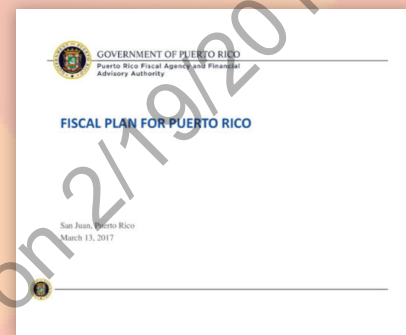 GOVERNMENT OF PUERTO RICO
Puerto Rico Fiscal Agency and Financial
Advisory Authority
FISCAL PLAN FOR PUERTO RICO
San Juan, Puerto Rico
March 13, 2017
on 2/19/201